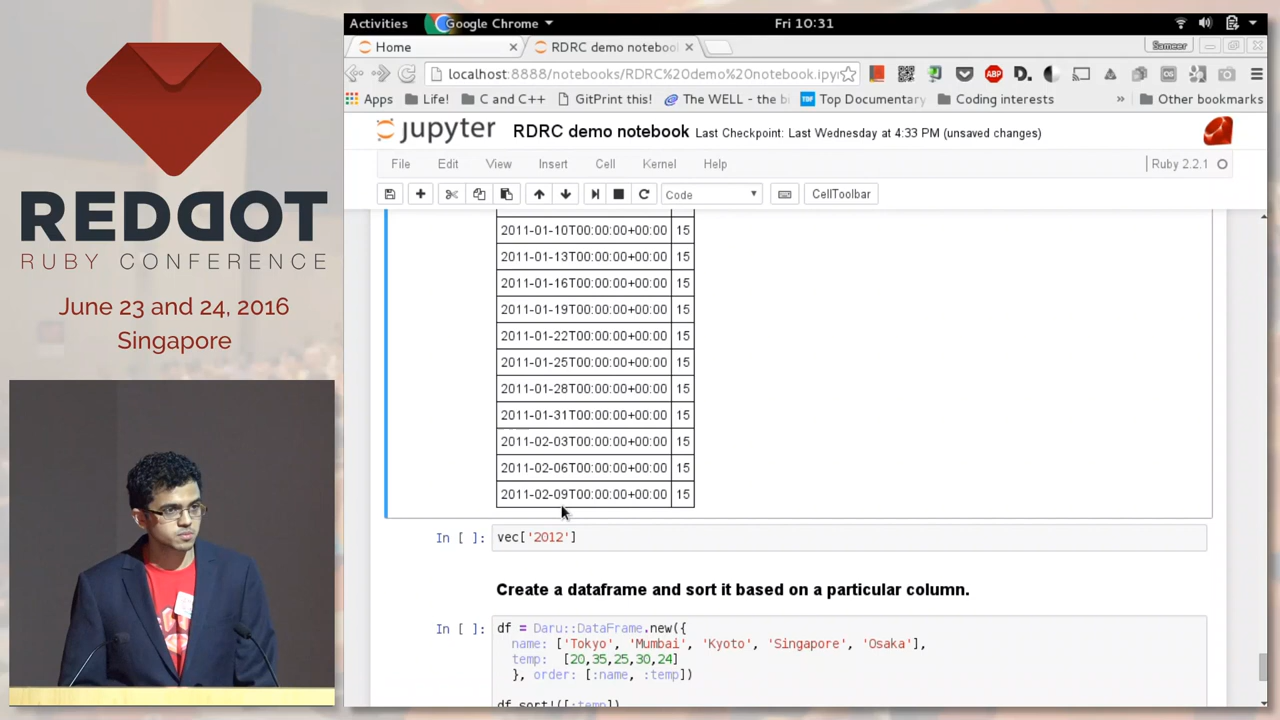 REDDOT
RUBY CONFERENCE
June 23 and 24, 2016
Singapore
Activities Google Chrome Fri 10:31
Home RDRC demo notebool Sameer
localhost:8888/notebooks/RDRC%20demo%20notebook.ipyn ABP D.
Apps Life! C and C++ GitPrint this! The WELL - the b TDF Top Documentary Coding interests » Other bookmarks
jupyter RDRC demo notebook Last Checkpoint: Last Wednesday at 4:33 PM (unsaved changes)
File Edit View Insert Cell Kernel Help Ruby 2.2.1
Code CellToolbar
2011-01-10T00:00:00+00:00 15
2011-01-13T00:00:00+00:00 15
2011-01-16T00:00:00+00:00 15
2011-01-19T00:00:00+00:00 15
2011-01-22T00:00:00+00:00 15
2011-01-25T00:00:00+00:00 15
2011-01-28T00:00:00+00:00 15
2011-01-31T00:00:00+00:00 15
2011-02-03T00:00:00+00:00 15
2011-02-06T00:00:00+00:00 15
2011-02-09T00:00:00+00:00 15
In [ ]: vec['2012']
Create a dataframe and sort it based on a particular column.
In [ ]: df = Daru::DataFrame.new({
name: ['Tokyo', 'Mumbai', 'Kyoto', 'Singapore', 'Osaka'],
temp: [20,35,25,30,24]
}, order: [:name, :temp])
df.sort!([:temp])